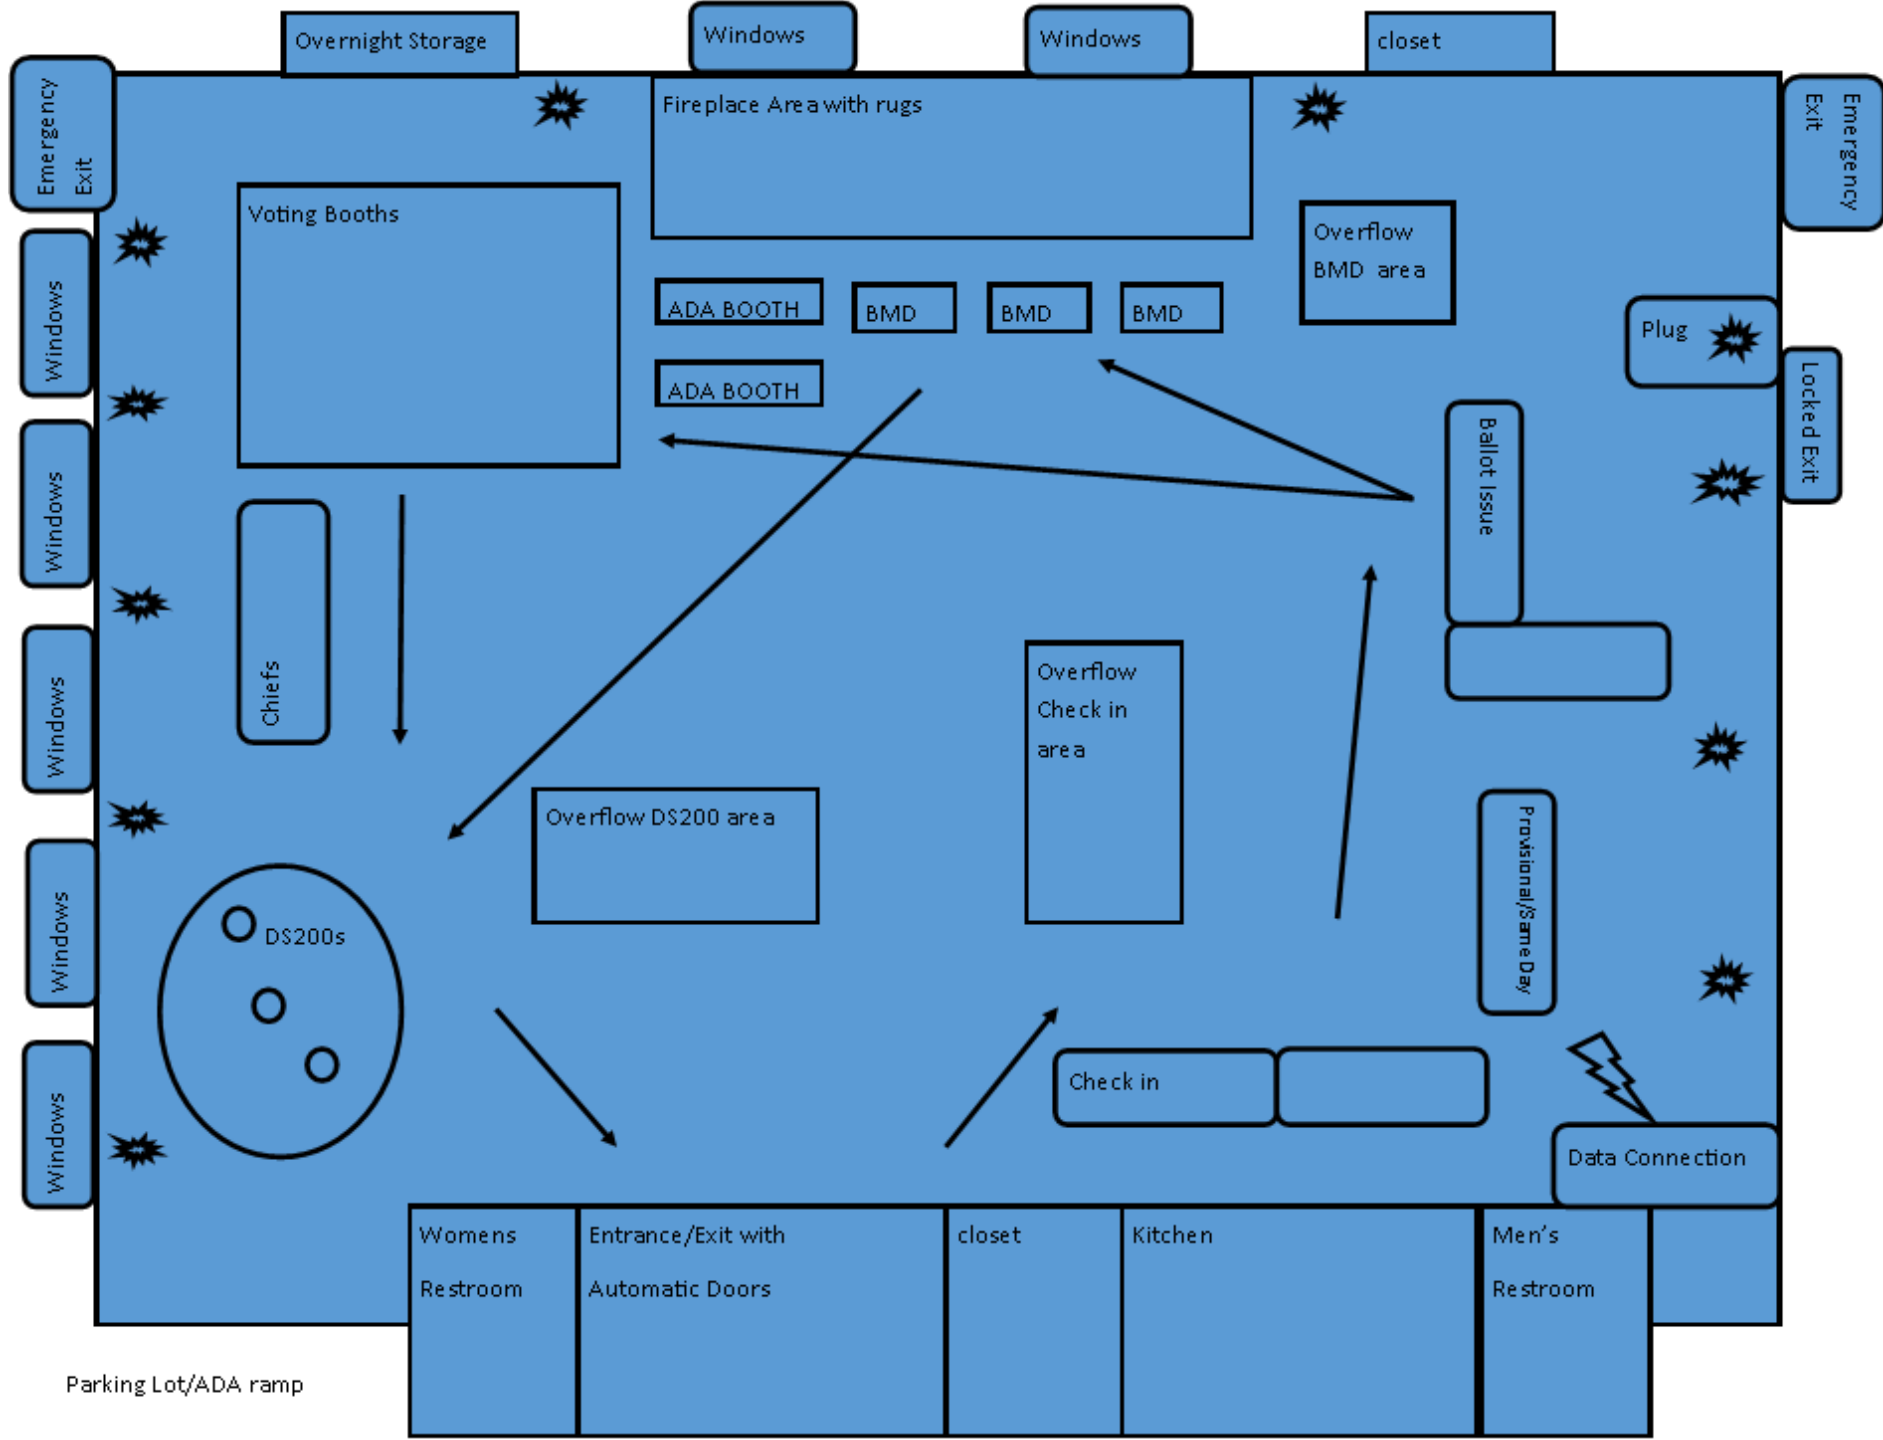 Overnight Storage
Windows
Windows
closet
Emergency
Exit
Fireplace Area with rugs
Emergency
Exit
Voting Booths
Overflow
BMD area
Windows
ADA BOOTH
BMD
BMD
BMD
Plug
ADA BOOTH
Locked Exit
Ballot Issue
Windows
Chiefs
Overflow
Check in
area
Windows
Overflow DS200 area
Provisional/Same Day
Windows
DS200s
Check in
Windows
Data Connection
Womens
Restroom
Entrance/Exit with
Automatic Doors
closet
Kitchen
Men's
Restroom
Parking Lot/ADA ramp